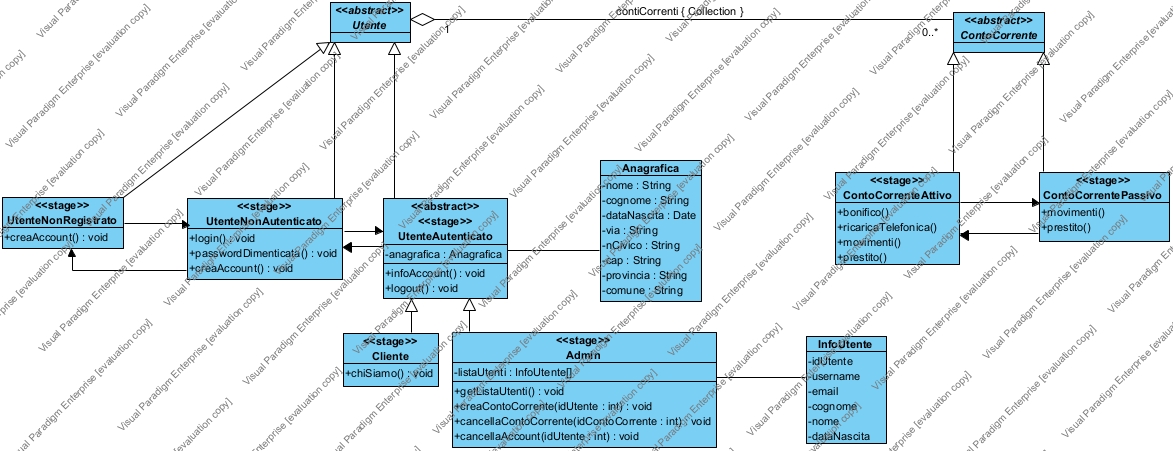 <<abstract>>
Utente
contiCorrenti { Collection }
1
0..*
<<abstract>>
ContoCorrente
<<stage>>
UtenteNonRegistrato
+creaAccount() : void
<<stage>>
UtenteNonAutenticato
+login() : void
+passwordDimenticata() : void
+creaAccount() : void
<<abstract>>
<<stage>>
UtenteAutenticato
-anagrafica : Anagrafica
+infoAccount() : void
+logout() : void
Anagrafica
-nome : String
-cognome : String
-dataNascita : Date
-via : String
-nCivico : String
-cap : String
-provincia : String
-comune : String
<<stage>>
ContoCorrenteAttivo
+bonifico()
+ricaricaTelefonica()
+movimenti()
+prestito()
<<stage>>
ContoCorrentePassivo
+movimenti()
+prestito()
<<stage>>
Cliente
+chiSiamo() : void
<<stage>>
Admin
-listaUtenti : InfoUtente[]
+getListaUtenti() : void
+creaContoCorrente(idUtente : int) : void
+cancellaContoCorrente(idContoCorrente : int) : void
+cancellaAccount(idUtente : int) : void
InfoUtente
-idUtente
-username
-email
-cognome
-nome
-dataNascita
Visual Paradigm Enterprise [evaluation copy]